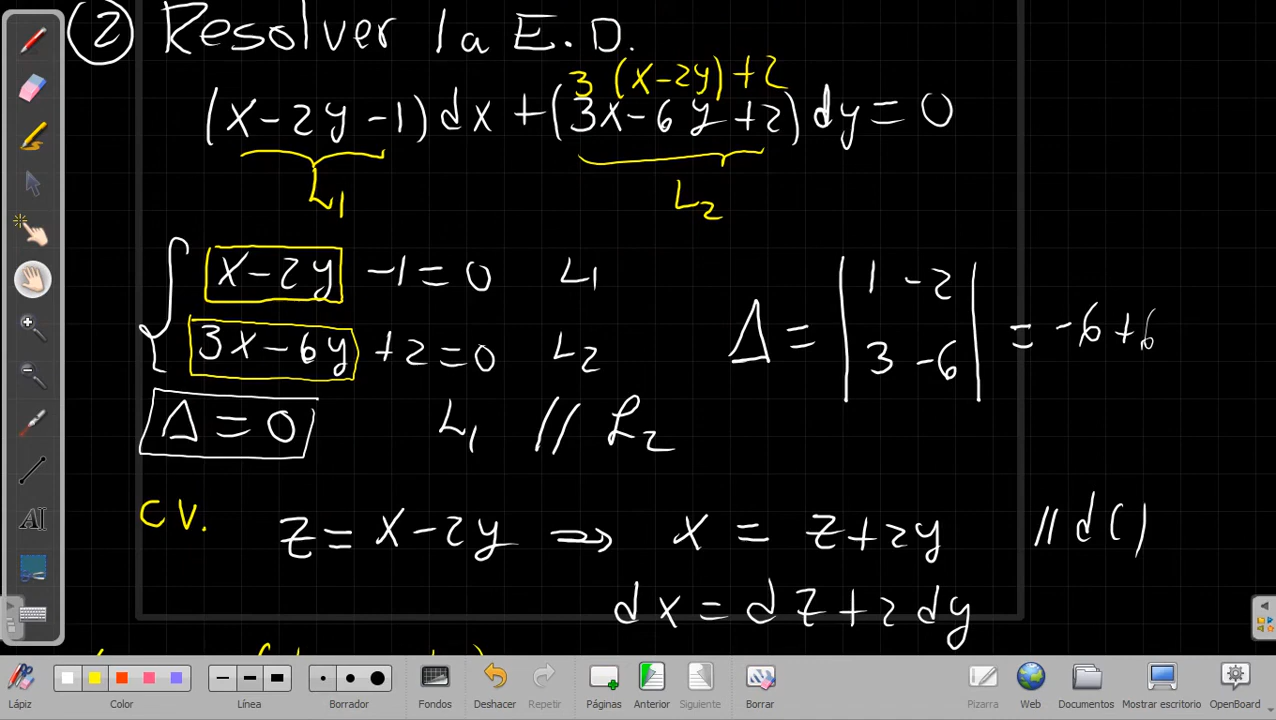 ② Resolver la E.D.
3 (x-2y)+2
(x-2y-1)dx+(3x-6y+2)dy=0
L1 L2
x-2y -1=0 L1
3x-6y +2=0 L2
Δ = |1 -2 3 -6| = -6+6
Δ=0 L1 // L2
C.V. z=x-2y ⇒ x = z+2y // d( )
dx = dz+2dy
Lápiz Color Línea Borrador Fondos Deshacer Repetir Páginas Anterior Siguiente Borrar Pizarra Web Documentos Mostrar escritorio OpenBoard